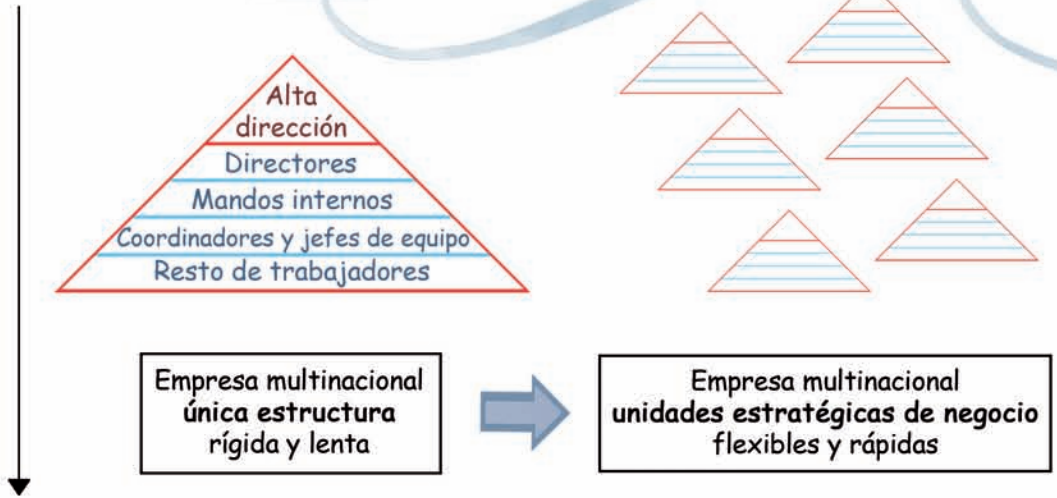 Alta
dirección
Directores
Mandos internos
Coordinadores y jefes de equipo
Resto de trabajadores
Empresa multinacional
única estructura
rígida y lenta
Empresa multinacional
unidades estratégicas de negocio
flexibles y rápidas